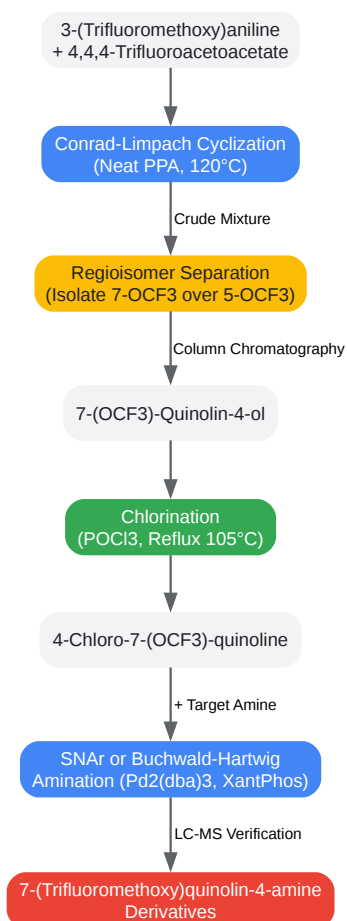 3-(Trifluoromethoxy)aniline
+ 4,4,4-Trifluoroacetoacetate
Conrad-Limpach Cyclization
(Neat PPA, 120°C)
Crude Mixture
Regioisomer Separation
(Isolate 7-OCF3 over 5-OCF3)
Column Chromatography
7-(OCF3)-Quinolin-4-ol
Chlorination
(POCl3, Reflux 105°C)
4-Chloro-7-(OCF3)-quinoline
+ Target Amine
SNAr or Buchwald-Hartwig
Amination (Pd2(dba)3, XantPhos)
LC-MS Verification
7-(Trifluoromethoxy)quinolin-4-amine
Derivatives